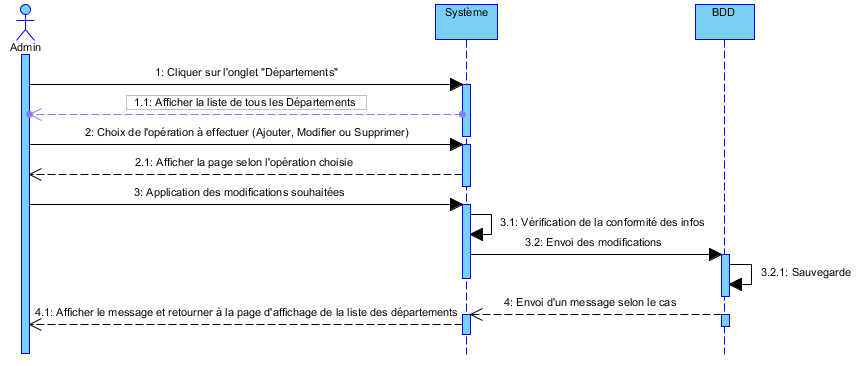 Système
BDD
Admin
1: Cliquer sur l'onglet "Départements"
1.1: Afficher la liste de tous les Départements
2: Choix de l'opération à effectuer (Ajouter, Modifier ou Supprimer)
2.1: Afficher la page selon l'opération choisie
3: Application des modifications souhaitées
3.1: Vérification de la conformité des infos
3.2: Envoi des modifications
3.2.1: Sauvegarde
4: Envoi d'un message selon le cas
4.1: Afficher le message et retourner à la page d'affichage de la liste des départements